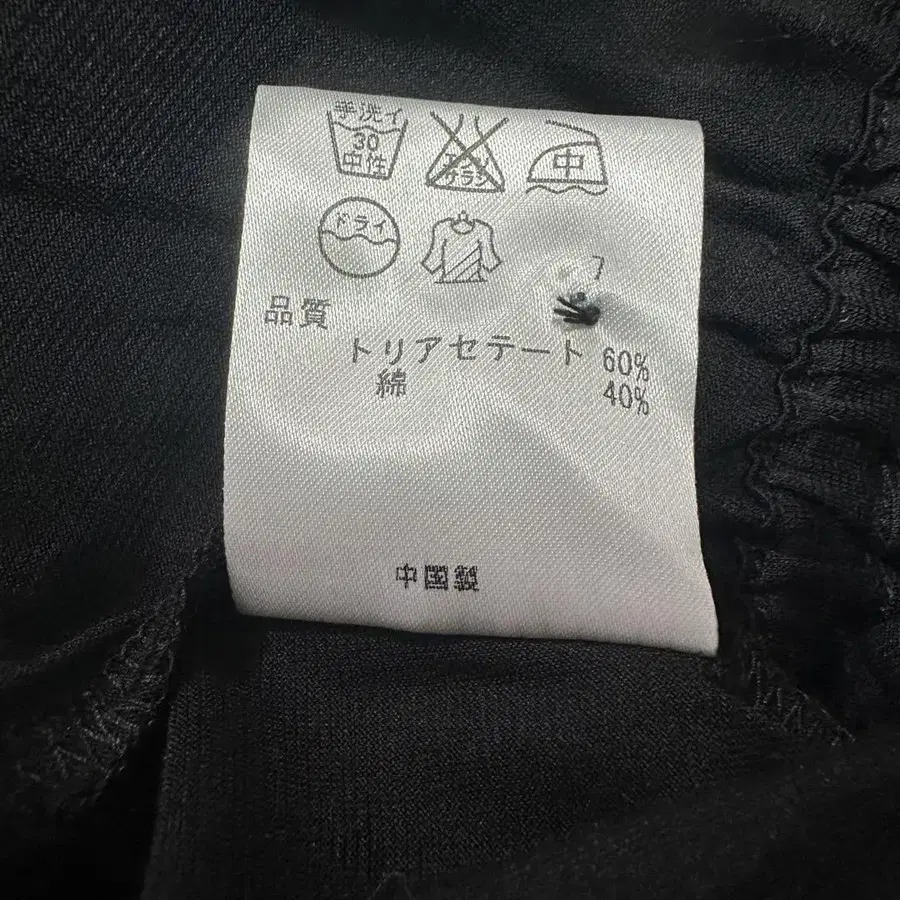 手洗イ
30
中性
エンソ
サラシ
中
ドライ
7
品質
トリアセテート 60%
綿 40%
中国製